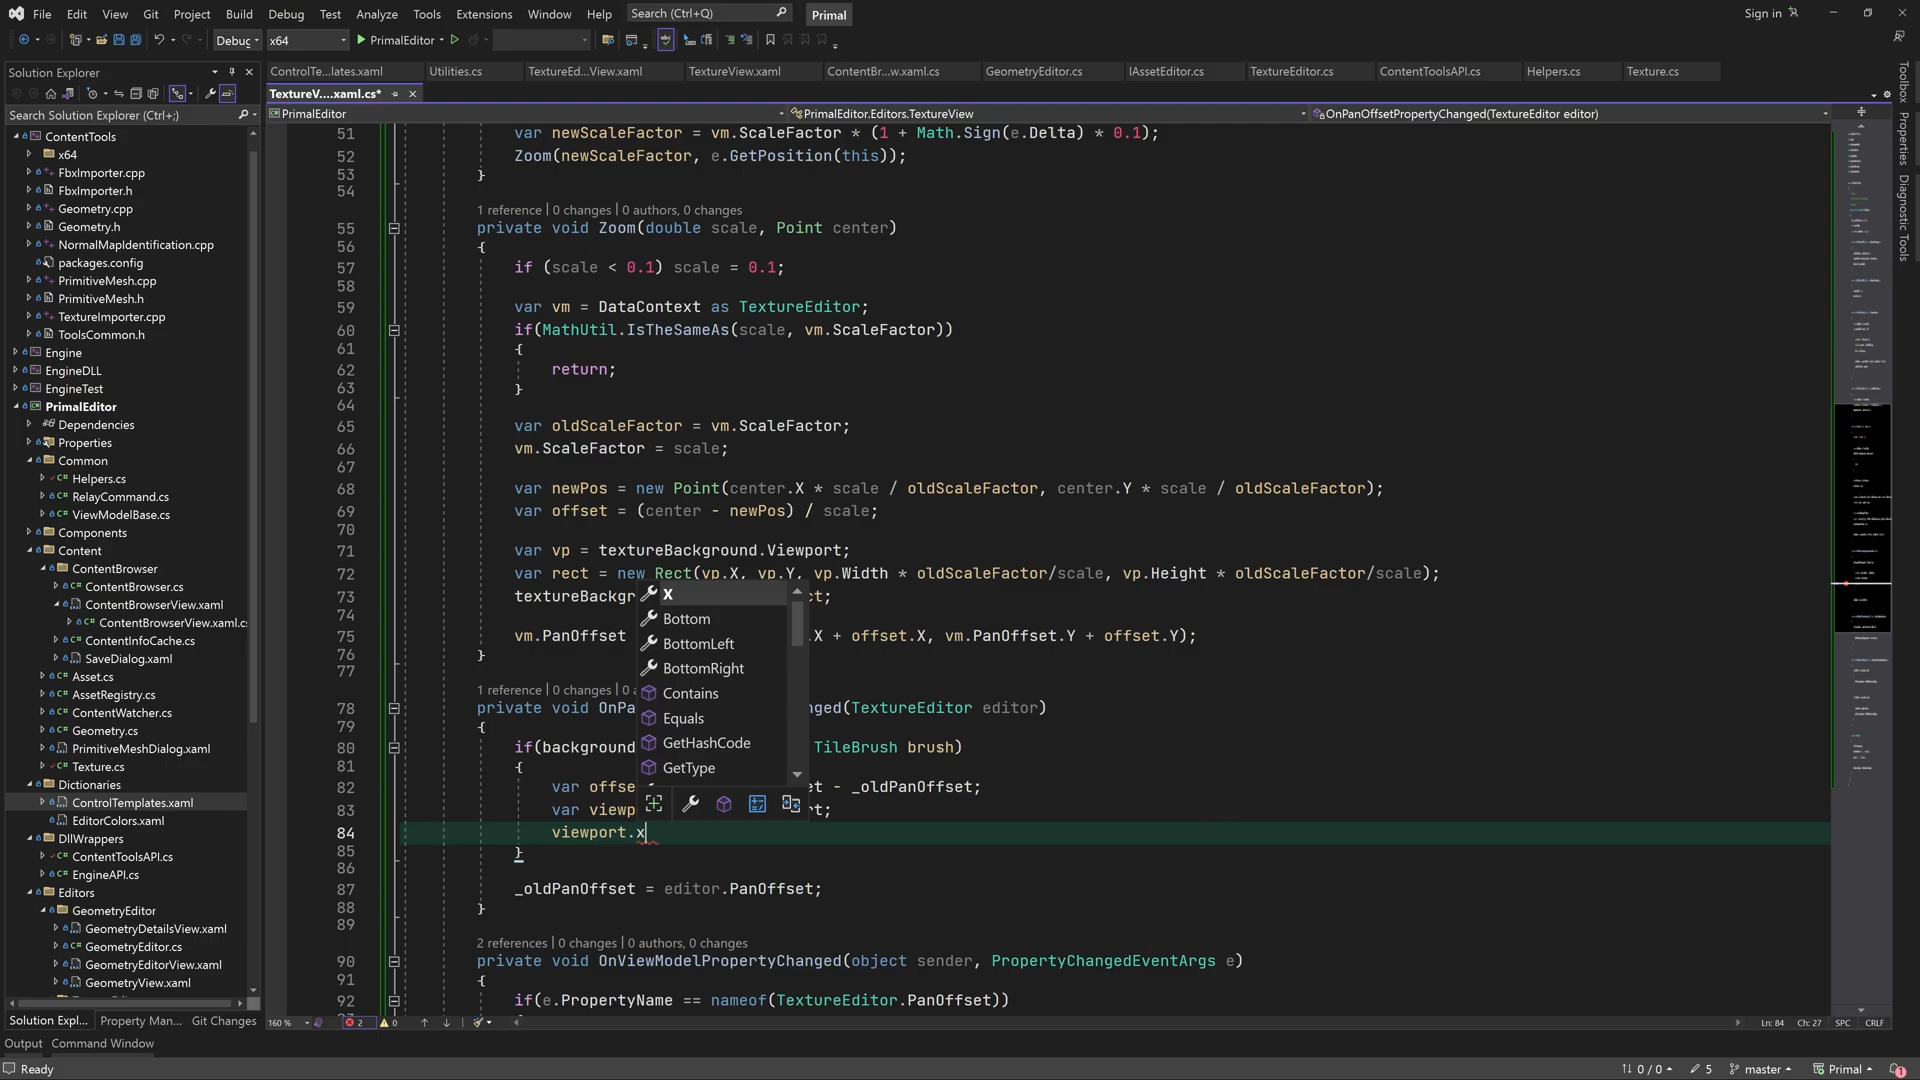 File Edit View Git Project Build Debug Test Analyze Tools Extensions Window Help Search (Ctrl+Q) Primal Sign in
Debug x64 PrimalEditor
Solution Explorer
Search Solution Explorer (Ctrl+;)
ContentTools
x64
FbxImporter.cpp
FbxImporter.h
Geometry.cpp
Geometry.h
NormalMapIdentification.cpp
packages.config
PrimitiveMesh.cpp
PrimitiveMesh.h
TextureImporter.cpp
ToolsCommon.h
Engine
EngineDLL
EngineTest
PrimalEditor
Dependencies
Properties
Common
Helpers.cs
RelayCommand.cs
ViewModelBase.cs
Components
Content
ContentBrowser
ContentBrowser.cs
ContentBrowserView.xaml
ContentBrowserView.xaml.cs
ContentInfoCache.cs
SaveDialog.xaml
Asset.cs
AssetRegistry.cs
ContentWatcher.cs
Geometry.cs
PrimitiveMeshDialog.xaml
Texture.cs
Dictionaries
ControlTemplates.xaml
EditorColors.xaml
DllWrappers
ContentToolsAPI.cs
EngineAPI.cs
Editors
GeometryEditor
GeometryDetailsView.xaml
GeometryEditor.cs
GeometryEditorView.xaml
GeometryView.xaml
Solution Expl... Property Man... Git Changes
ControlTe...lates.xaml Utilities.cs TextureEd...View.xaml TextureView.xaml ContentBr...w.xaml.cs GeometryEditor.cs IAssetEditor.cs TextureEditor.cs ContentToolsAPI.cs Helpers.cs Texture.cs
TextureV....xaml.cs*
PrimalEditor PrimalEditor.Editors.TextureView OnPanOffsetPropertyChanged(TextureEditor editor)
51 var newScaleFactor = vm.ScaleFactor * (1 + Math.Sign(e.Delta) * 0.1);
52 Zoom(newScaleFactor, e.GetPosition(this));
53 }
54
1 reference | 0 changes | 0 authors, 0 changes
55 private void Zoom(double scale, Point center)
56 {
57 if (scale < 0.1) scale = 0.1;
58
59 var vm = DataContext as TextureEditor;
60 if(MathUtil.IsTheSameAs(scale, vm.ScaleFactor))
61 {
62 return;
63 }
64
65 var oldScaleFactor = vm.ScaleFactor;
66 vm.ScaleFactor = scale;
67
68 var newPos = new Point(center.X * scale / oldScaleFactor, center.Y * scale / oldScaleFactor);
69 var offset = (center - newPos) / scale;
70
71 var vp = textureBackground.Viewport;
72 var rect = new Rect(vp.X, vp.Y, vp.Width * oldScaleFactor/scale, vp.Height * oldScaleFactor/scale);
73 textureBackgr ct;
74
75 vm.PanOffset .X + offset.X, vm.PanOffset.Y + offset.Y);
76 }
77
1 reference | 0 changes | 0 a
78 private void OnPa nged(TextureEditor editor)
79 {
80 if(background TileBrush brush)
81 {
82 var offse t - _oldPanOffset;
83 var viewp t;
84 viewport.x
85 }
86
87 _oldPanOffset = editor.PanOffset;
88 }
89
2 references | 0 changes | 0 authors, 0 changes
90 private void OnViewModelPropertyChanged(object sender, PropertyChangedEventArgs e)
91 {
92 if(e.PropertyName == nameof(TextureEditor.PanOffset))
X
Bottom
BottomLeft
BottomRight
Contains
Equals
GetHashCode
GetType
160 % 2 0 Ln: 84 Ch: 27 SPC CRLF
Toolbox
Properties
Diagnostic Tools
Output Command Window
Ready 0 / 0 5 master Primal 1